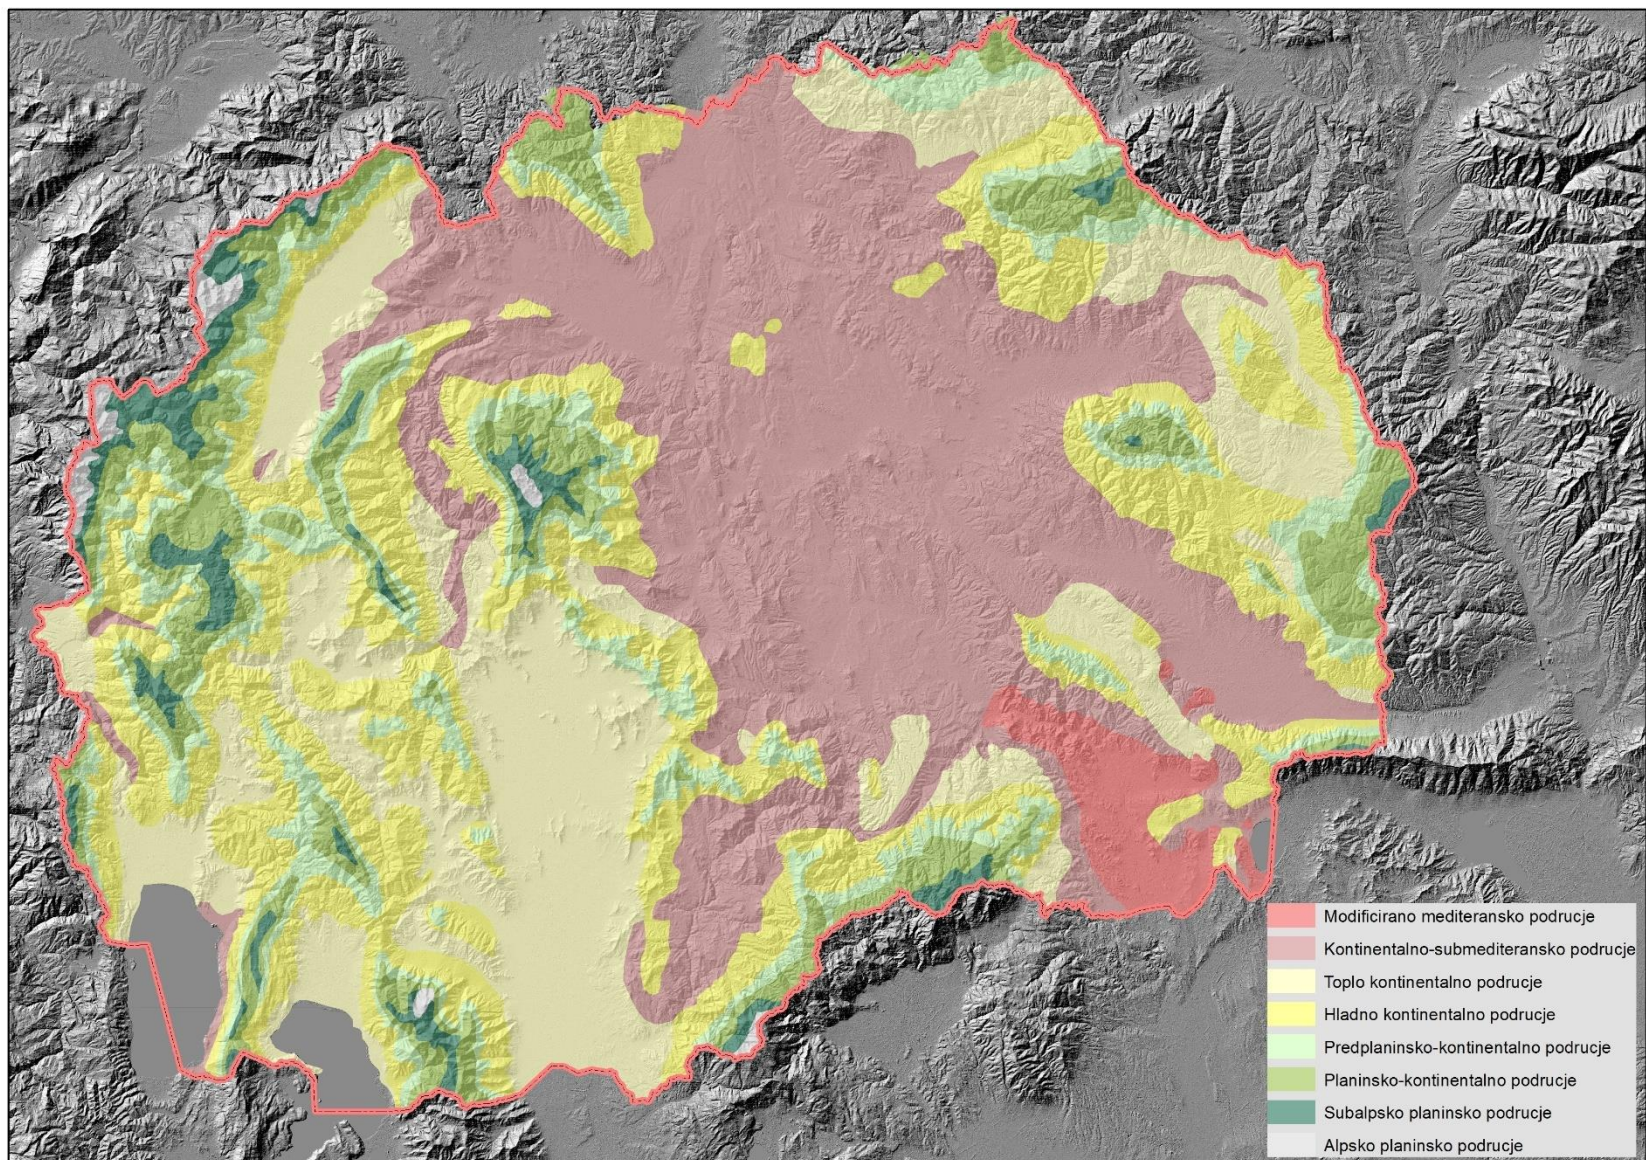 Modificirano mediteransko podrucje
Kontinentalno-submediteransko podrucje
Toplo kontinentalno podrucje
Hladno kontinentalno podrucje
Predplaninsko-kontinentalno podrucje
Planinsko-kontinentalno podrucje
Subalpsko planinsko podrucje
Alpsko planinsko podrucje